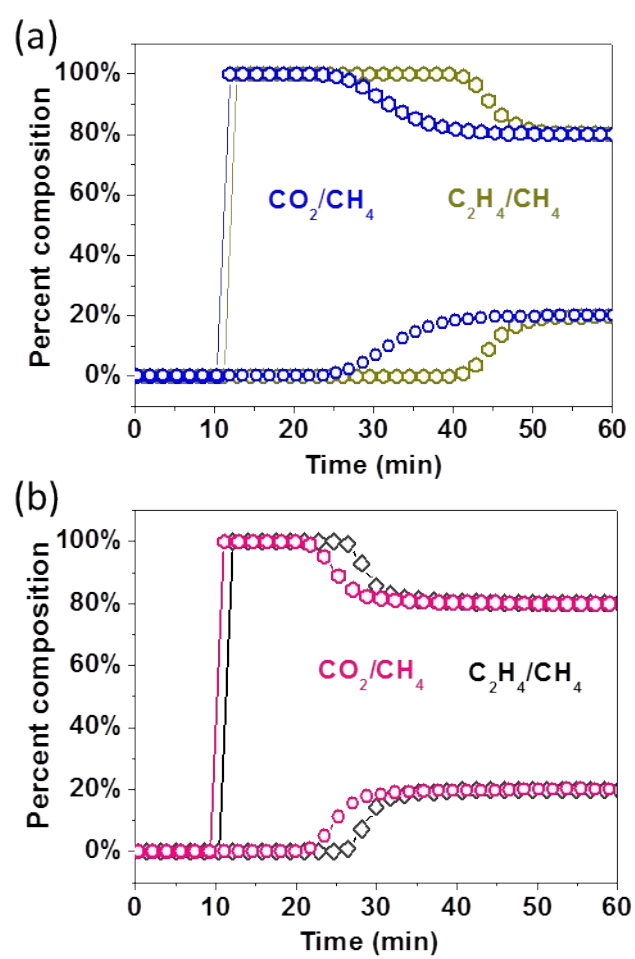 (a)
Percent composition
100%
80%
60%
40%
20%
0%
CO₂/CH₄
C₂H₄/CH₄
0 10 20 30 40 50 60
Time (min)
(b)
Percent composition
100%
80%
60%
40%
20%
0%
CO₂/CH₄
C₂H₄/CH₄
0 10 20 30 40 50 60
Time (min)